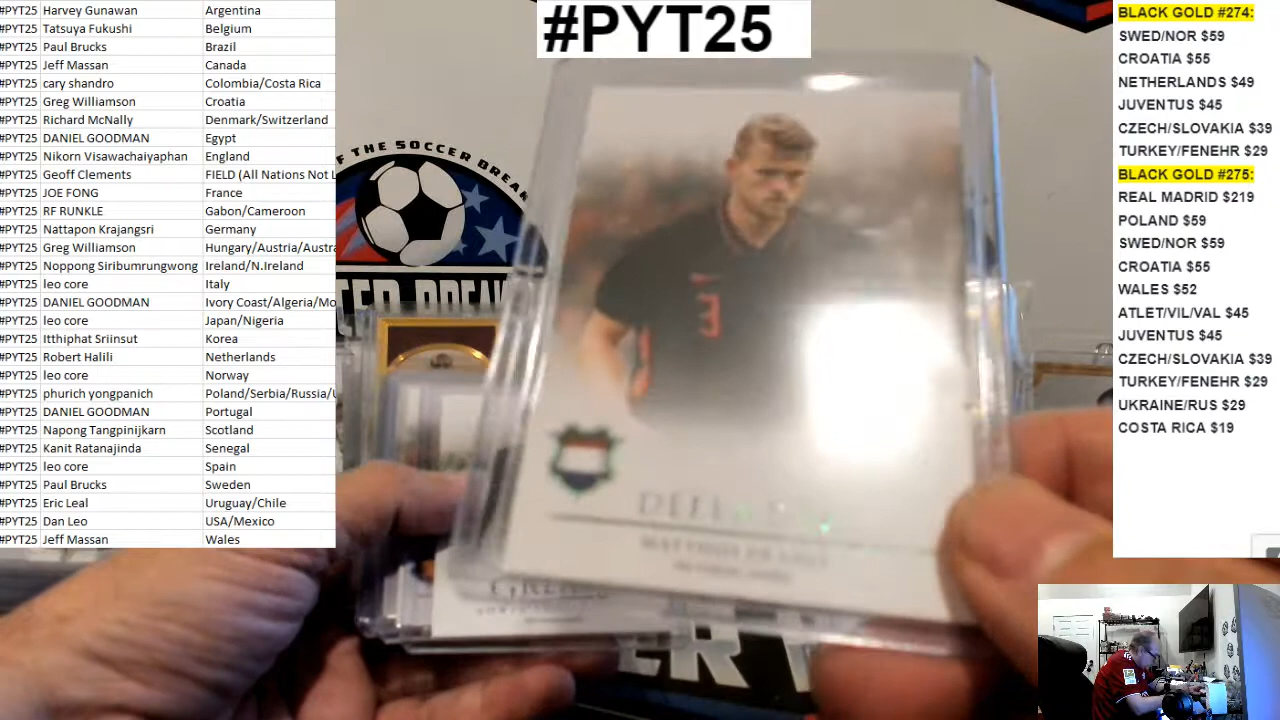 #PYT25 Harvey Gunawan Argentina
#PYT25 Tatsuya Fukushi Belgium
#PYT25 Paul Brucks Brazil
#PYT25 Jeff Massan Canada
#PYT25 cary shandro Colombia/Costa Rica
#PYT25 Greg Williamson Croatia
#PYT25 Richard McNally Denmark/Switzerland
#PYT25 DANIEL GOODMAN Egypt
#PYT25 Nikorn Visawachaiyaphan England
#PYT25 Geoff Clements FIELD (All Nations Not L
#PYT25 JOE FONG France
#PYT25 RF RUNKLE Gabon/Cameroon
#PYT25 Nattapon Krajangsri Germany
#PYT25 Greg Williamson Hungary/Austria/Austra
#PYT25 Noppong Siribumrungwong Ireland/N.Ireland
#PYT25 leo core Italy
#PYT25 DANIEL GOODMAN Ivory Coast/Algeria/Mo
#PYT25 leo core Japan/Nigeria
#PYT25 Itthiphat Sriinsut Korea
#PYT25 Robert Halili Netherlands
#PYT25 leo core Norway
#PYT25 phurich yongpanich Poland/Serbia/Russia/U
#PYT25 DANIEL GOODMAN Portugal
#PYT25 Napong Tangpinijkarn Scotland
#PYT25 Kanit Ratanajinda Senegal
#PYT25 leo core Spain
#PYT25 Paul Brucks Sweden
#PYT25 Eric Leal Uruguay/Chile
#PYT25 Dan Leo USA/Mexico
#PYT25 Jeff Massan Wales
#PYT25
F THE SOCCER BREAK
TER BREA
3
BLACK GOLD #274:
SWED/NOR $59
CROATIA $55
NETHERLANDS $49
JUVENTUS $45
CZECH/SLOVAKIA $39
TURKEY/FENEHR $29
BLACK GOLD #275:
REAL MADRID $219
POLAND $59
SWED/NOR $59
CROATIA $55
WALES $52
ATLET/VIL/VAL $45
JUVENTUS $45
CZECH/SLOVAKIA $39
TURKEY/FENEHR $29
UKRAINE/RUS $29
COSTA RICA $19